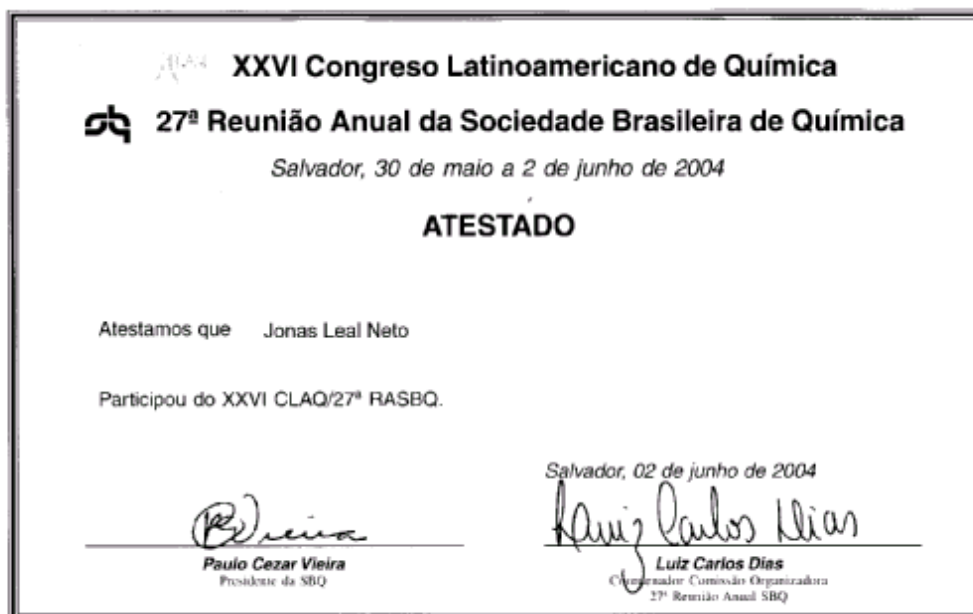 XXVI Congreso Latinoamericano de Química
27ª Reunião Anual da Sociedade Brasileira de Química
Salvador, 30 de maio a 2 de junho de 2004
ATESTADO
Atestamos que Jonas Leal Neto
Participou do XXVI CLAQ/27ª RASBQ.
Salvador, 02 de junho de 2004
Vieira
Luiz Carlos Dias
Paulo Cezar Vieira
Luiz Carlos Dias
Presidente da SBQ
Coordenador Comissão Organizadora
27ª Reunião Anual SBQ